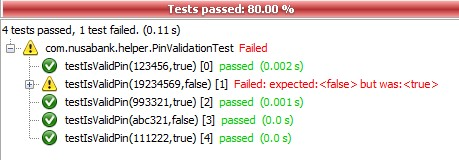 Tests passed: 80.00 %
4 tests passed, 1 test failed. (0.11 s)
com.nusabank.helper.PinValidationTest Failed
testIsValidPin(123456,true) [0] passed (0.002 s)
testIsValidPin(19234569,false) [1] Failed: expected:<false> but was:<true>
testIsValidPin(993321,true) [2] passed (0.001 s)
testIsValidPin(abc321,false) [3] passed (0.0 s)
testIsValidPin(111222,true) [4] passed (0.0 s)